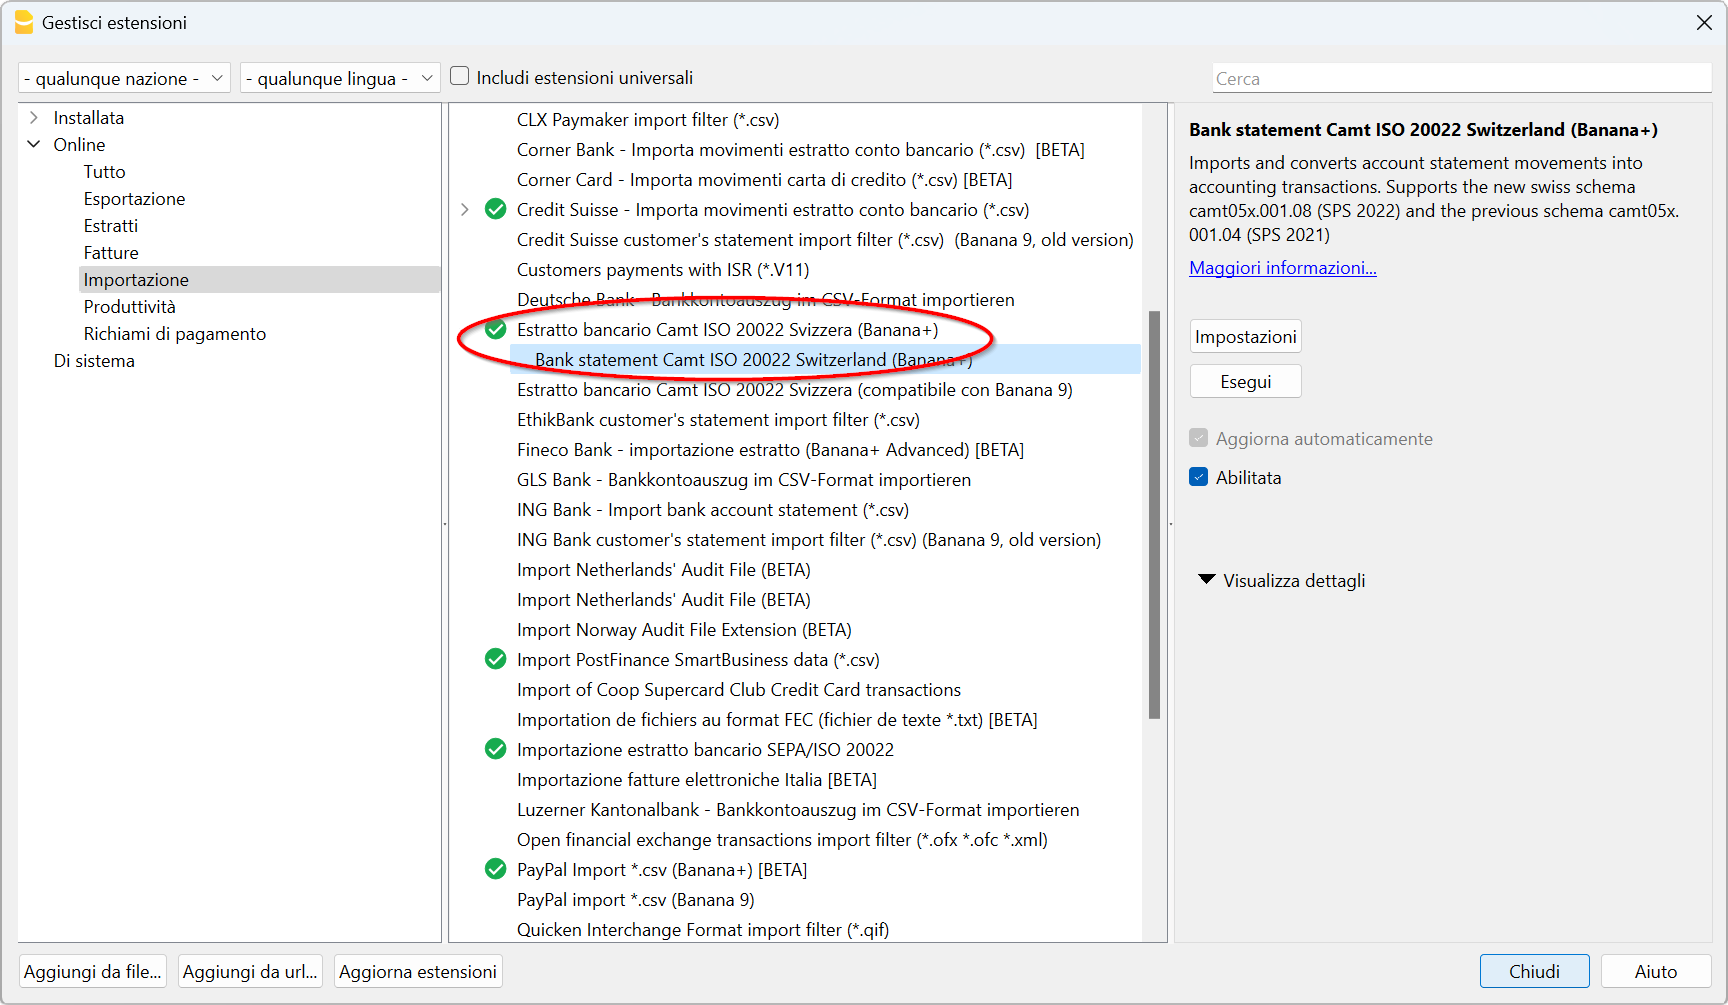 Gestisci estensioni
- qualunque nazione -
- qualunque lingua -
Includi estensioni universali
Cerca
Installata
Online
Tutto
Esportazione
Estratti
Fatture
Importazione
Produttività
Richiami di pagamento
Di sistema
CLX Paymaker import filter (*.csv)
Corner Bank - Importa movimenti estratto conto bancario (*.csv)  [BETA]
Corner Card - Importa movimenti carta di credito (*.csv) [BETA]
Credit Suisse - Importa movimenti estratto conto bancario (*.csv)
Credit Suisse customer's statement import filter (*.csv)  (Banana 9, old version)
Customers payments with ISR (*.V11)
Deutsche Bank - Bankkontoauszug im CSV-Format importieren
Estratto bancario Camt ISO 20022 Svizzera (Banana+)
Bank statement Camt ISO 20022 Switzerland (Banana+)
Estratto bancario Camt ISO 20022 Svizzera (compatibile con Banana 9)
EthikBank customer's statement import filter (*.csv)
Fineco Bank - importazione estratto (Banana+ Advanced) [BETA]
GLS Bank - Bankkontoauszug im CSV-Format importieren
ING Bank - Import bank account statement (*.csv)
ING Bank customer's statement import filter (*.csv) (Banana 9, old version)
Import Netherlands' Audit File (BETA)
Import Netherlands' Audit File (BETA)
Import Norway Audit File Extension (BETA)
Import PostFinance SmartBusiness data (*.csv)
Import of Coop Supercard Club Credit Card transactions
Importation de fichiers au format FEC (fichier de texte *.txt) [BETA]
Importazione estratto bancario SEPA/ISO 20022
Importazione fatture elettroniche Italia [BETA]
Luzerner Kantonalbank - Bankkontoauszug im CSV-Format importieren
Open financial exchange transactions import filter (*.ofx *.ofc *.xml)
PayPal Import *.csv (Banana+) [BETA]
PayPal import *.csv (Banana 9)
Quicken Interchange Format import filter (*.qif)
Bank statement Camt ISO 20022 Switzerland (Banana+)
Imports and converts account statement movements into
accounting transactions. Supports the new swiss schema
camt05x.001.08 (SPS 2022) and the previous schema camt05x.
001.04 (SPS 2021)
Maggiori informazioni...
Impostazioni
Esegui
Aggiorna automaticamente
Abilitata
Visualizza dettagli
Aggiungi da file...
Aggiungi da url...
Aggiorna estensioni
Chiudi
Aiuto